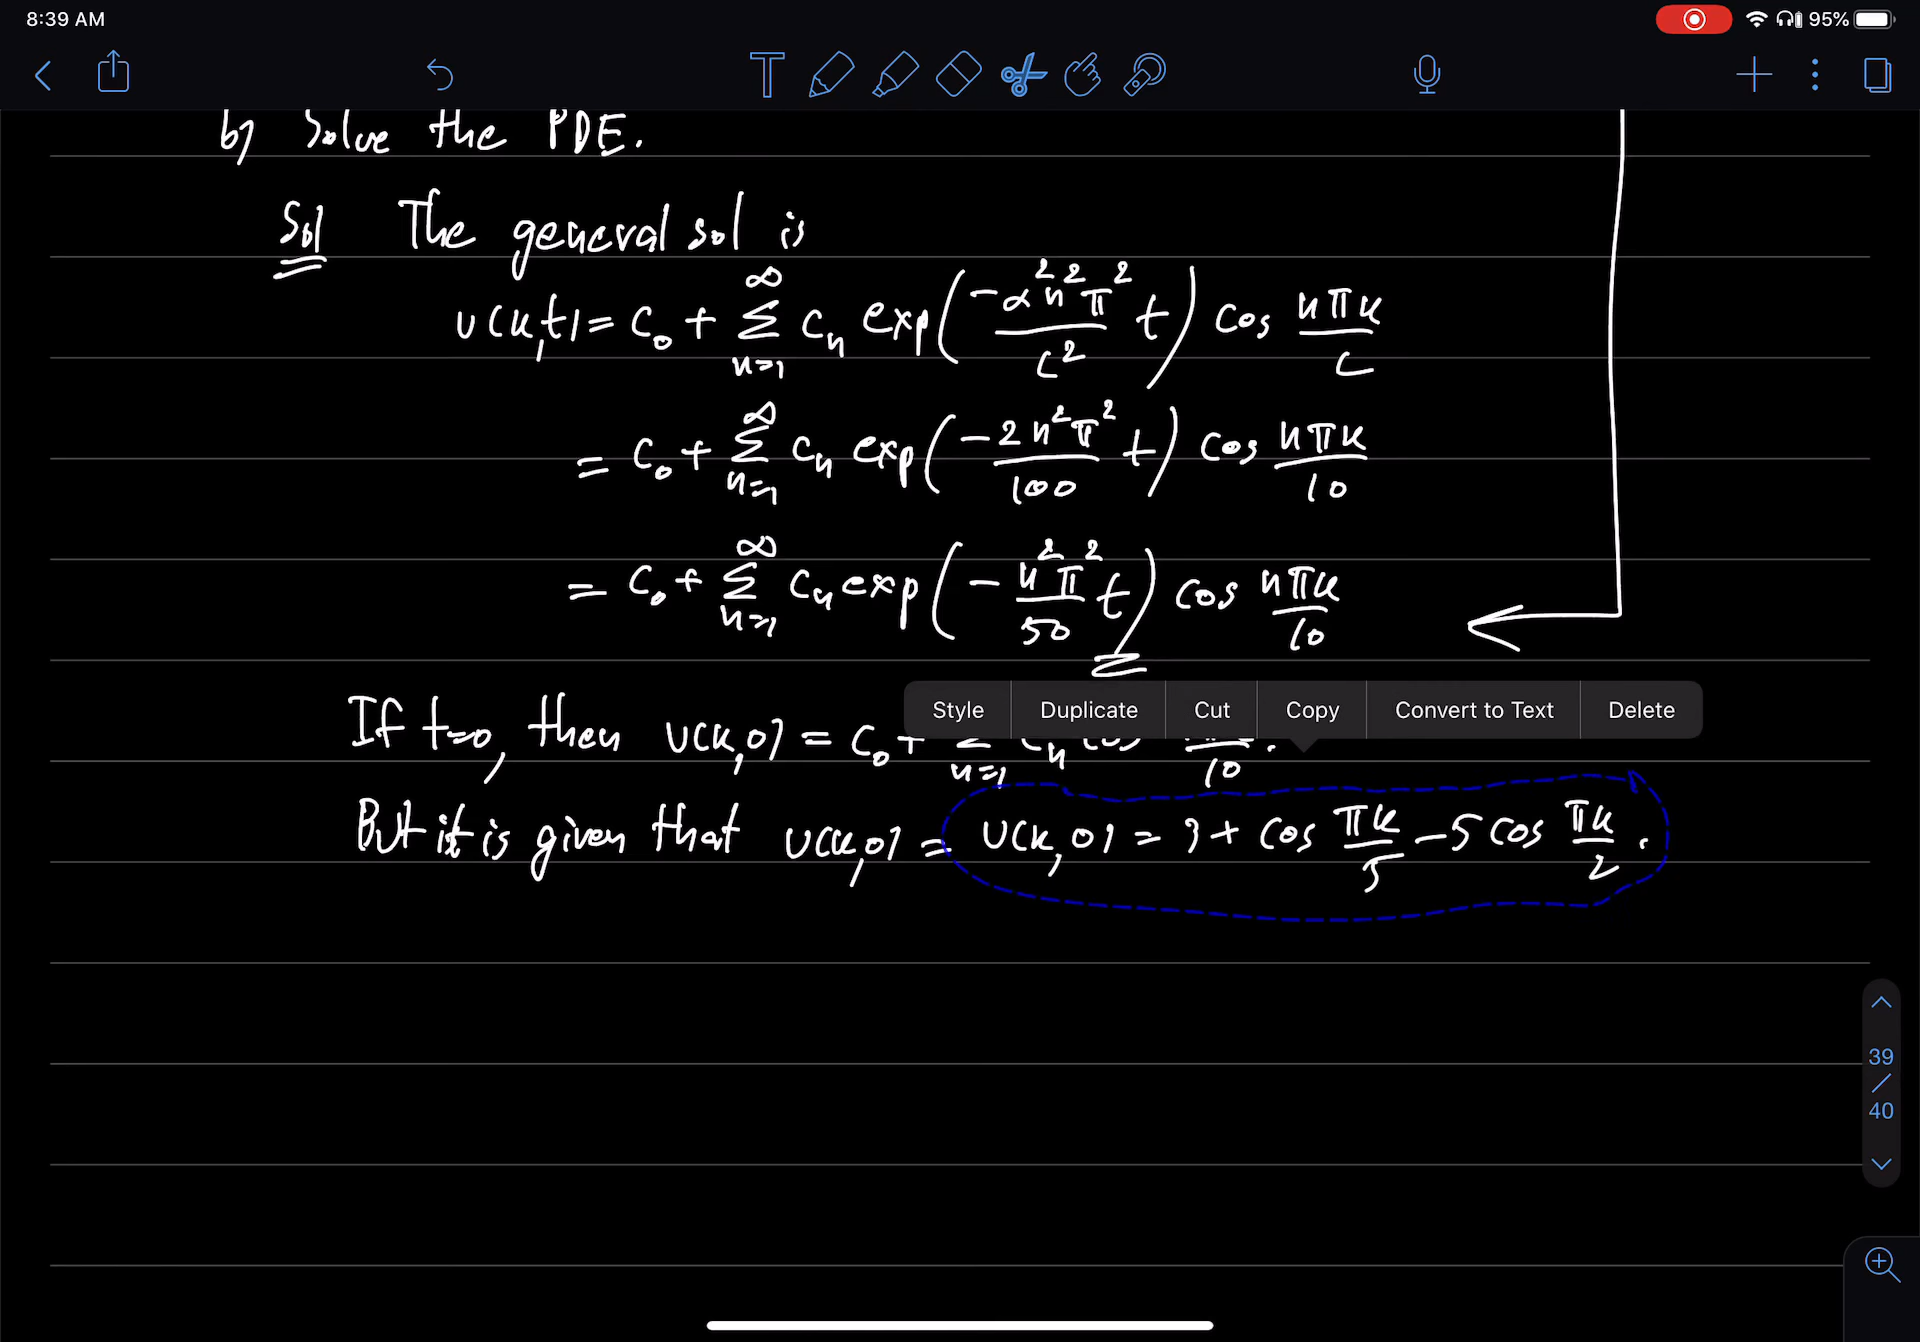 8:39 AM 95%
b) Solve the PDE.
Sol The general sol is
u(x,t) = c₀ + ∑_{n=1}^{∞} cₙ exp(-α²n²π²/L² t) cos nπx/L
= c₀ + ∑_{n=1}^{∞} cₙ exp(-2n²π²/100 t) cos nπx/10
= c₀ + ∑_{n=1}^{∞} cₙ exp(-n²π²/50 t) cos nπx/10
Style Duplicate Cut Copy Convert to Text Delete
If t=0, then u(x,0) = c₀ + ∑_{n=1} cₙ cos /10.
But it is given that u(x,0) = u(x,0) = 3 + cos πx/5 - 5 cos πx/2.
39
/
40